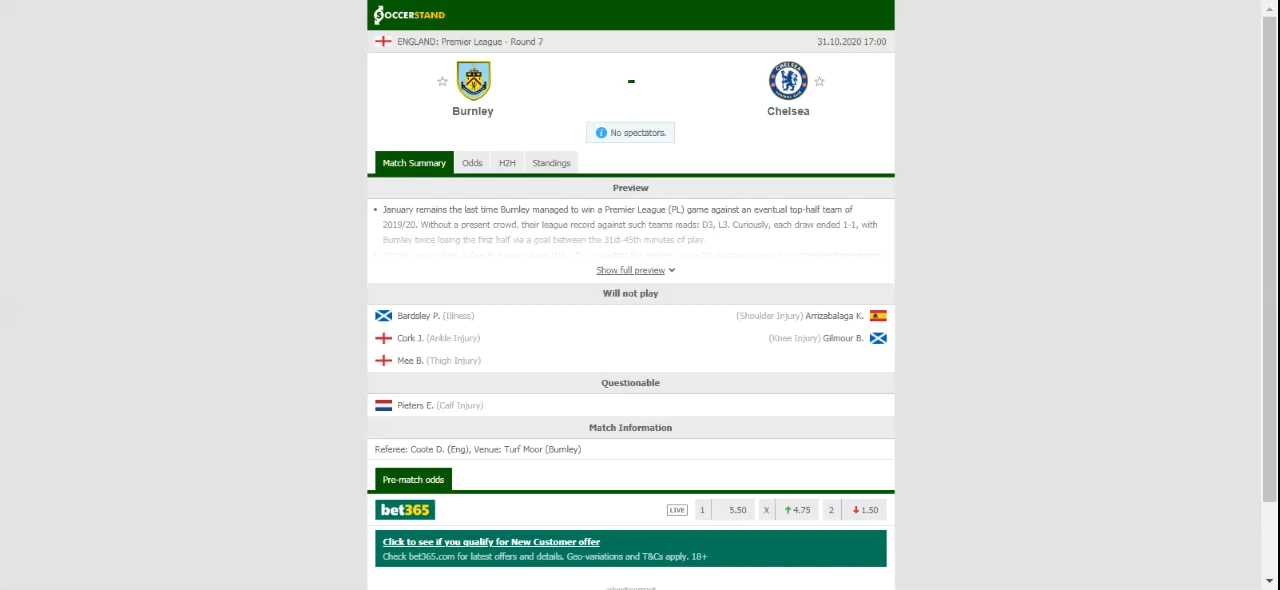 SOCCERSTAND
ENGLAND: Premier League - Round 7 31.10.2020 17:00
-
Burnley Chelsea
No spectators.
Match Summary Odds H2H Standings
Preview
• January remains the last time Burnley managed to win a Premier League (PL) game against an eventual top-half team of
2019/20. Without a present crowd, their league record against such teams reads: D3, L3. Curiously, each draw ended 1-1, with
Burnley twice losing the first half via a goal between the 31st-45th minutes of play.
Show full preview
Will not play
Bardsley P. (Illness) (Shoulder Injury) Arrizabalaga K.
Cork J. (Ankle Injury) (Knee Injury) Gilmour B.
Mee B. (Thigh Injury)
Questionable
Pieters E. (Calf Injury)
Match Information
Referee: Coote D. (Eng), Venue: Turf Moor (Burnley)
Pre-match odds
bet365 LIVE 1 5.50 X 4.75 2 1.50
Click to see if you qualify for New Customer offer
Check bet365.com for latest offers and details. Geo-variations and T&Cs apply. 18+